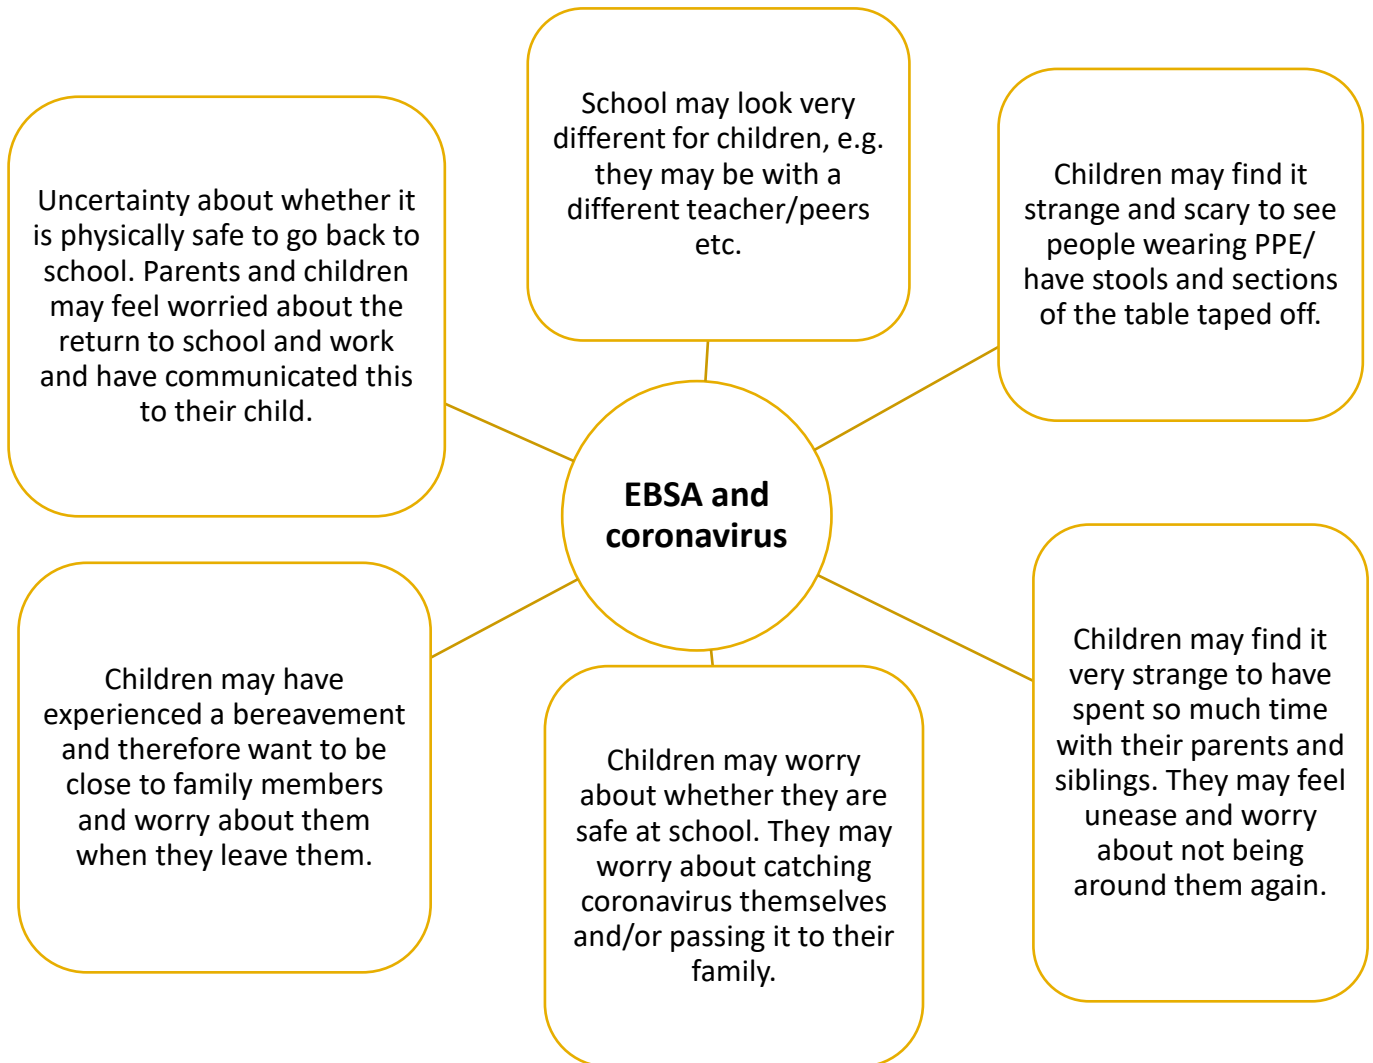 School may look very
different for children, e.g.
they may be with a
different teacher/peers
etc.
Children may find it
strange and scary to see
people wearing PPE/
have stools and sections
of the table taped off.
Uncertainty about whether it
is physically safe to go back to
school. Parents and children
may feel worried about the
return to school and work
and have communicated this
to their child.
EBSA and
coronavirus
Children may have
experienced a bereavement
and therefore want to be
close to family members
and worry about them
when they leave them.
Children may worry
about whether they are
safe at school. They may
worry about catching
coronavirus themselves
and/or passing it to their
family.
Children may find it
very strange to have
spent so much time
with their parents and
siblings. They may feel
unease and worry
about not being
around them again.